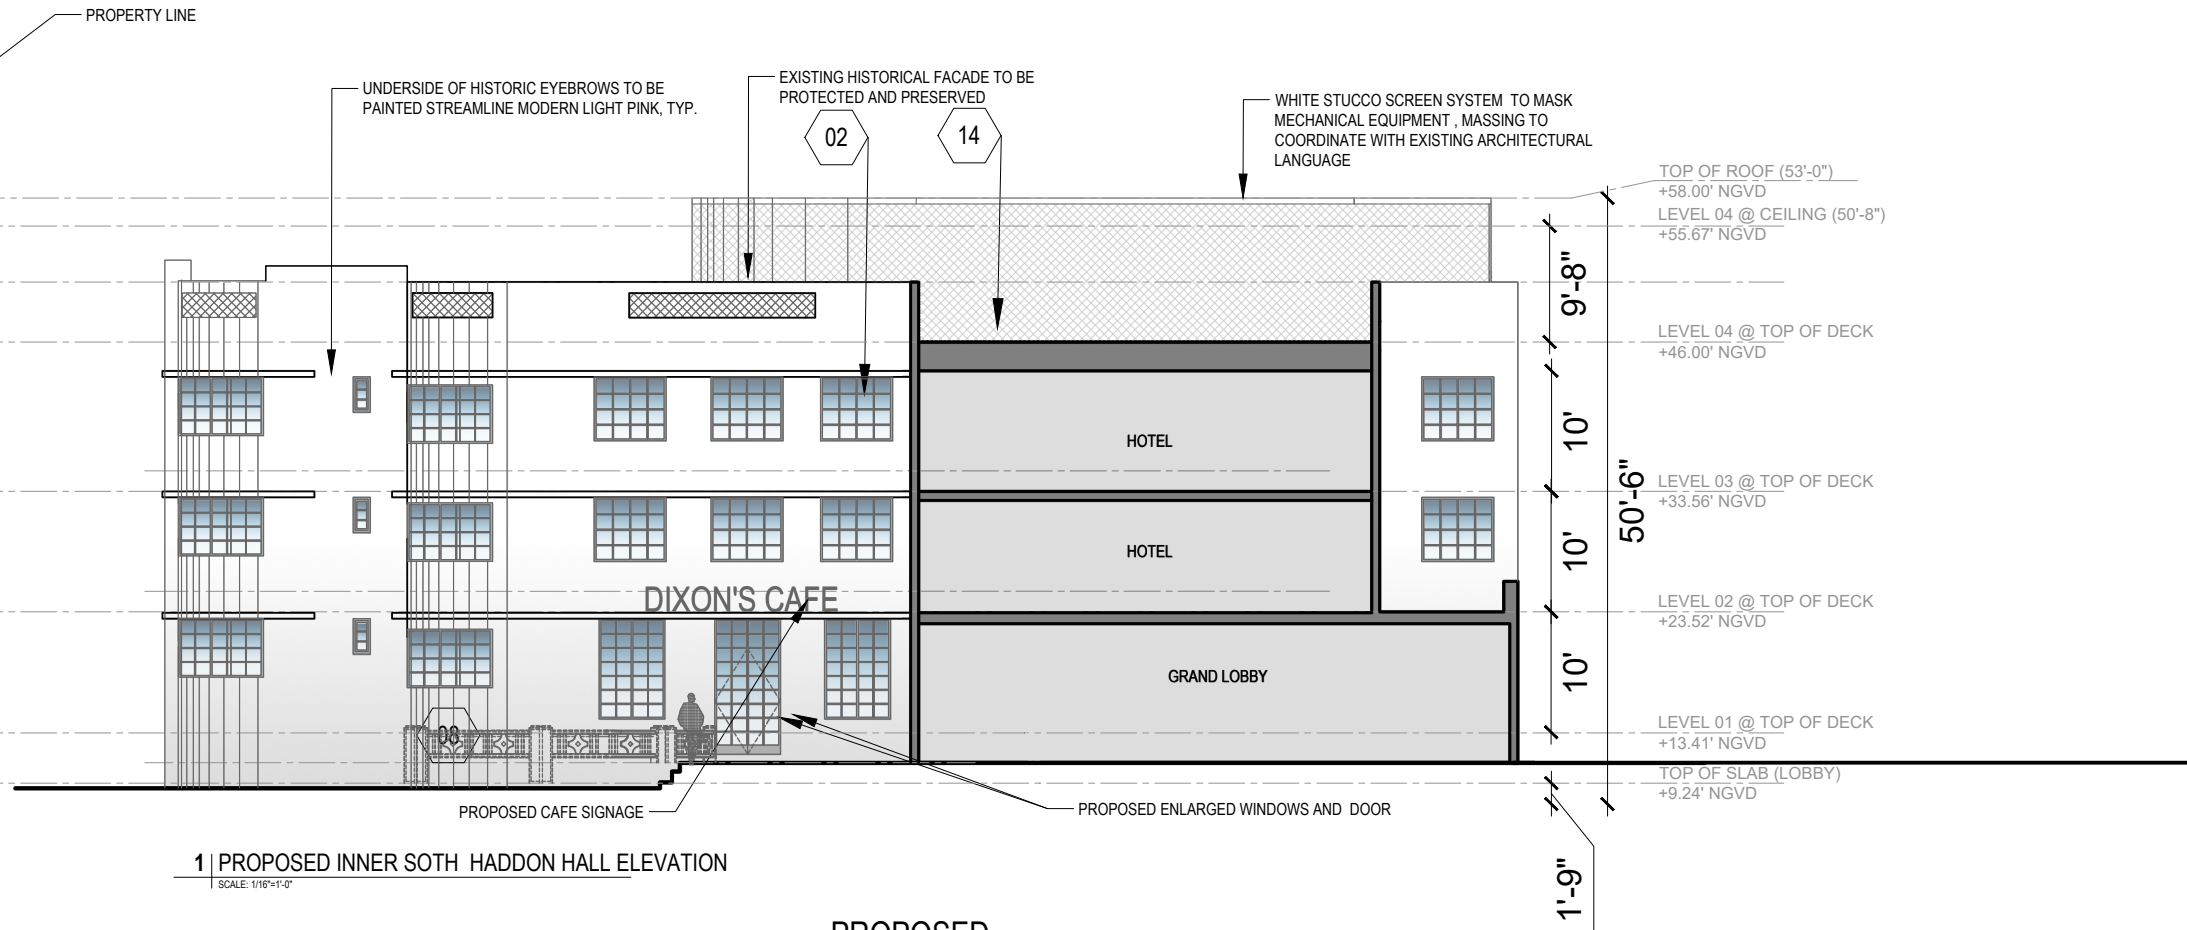 PROPERTY LINE
UNDERSIDE OF HISTORIC EYEBROWS TO BE
PAINTED STREAMLINE MODERN LIGHT PINK, TYP.
EXISTING HISTORICAL FACADE TO BE
PROTECTED AND PRESERVED
02
14
WHITE STUCCO SCREEN SYSTEM TO MASK
MECHANICAL EQUIPMENT , MASSING TO
COORDINATE WITH EXISTING ARCHITECTURAL
LANGUAGE
TOP OF ROOF (53'-0")
+58.00' NGVD
LEVEL 04 @ CEILING (50'-8")
+55.67' NGVD
9'-8"
LEVEL 04 @ TOP OF DECK
+46.00' NGVD
HOTEL
10'
LEVEL 03 @ TOP OF DECK
+33.56' NGVD
50'-6"
HOTEL
10'
DIXON'S CAFE
LEVEL 02 @ TOP OF DECK
+23.52' NGVD
GRAND LOBBY
10'
08
LEVEL 01 @ TOP OF DECK
+13.41' NGVD
TOP OF SLAB (LOBBY)
+9.24' NGVD
PROPOSED CAFE SIGNAGE
PROPOSED ENLARGED WINDOWS AND DOOR
1'-9"
1 PROPOSED INNER SOTH HADDON HALL ELEVATION
SCALE: 1/16"=1'-0"
PROPOSED